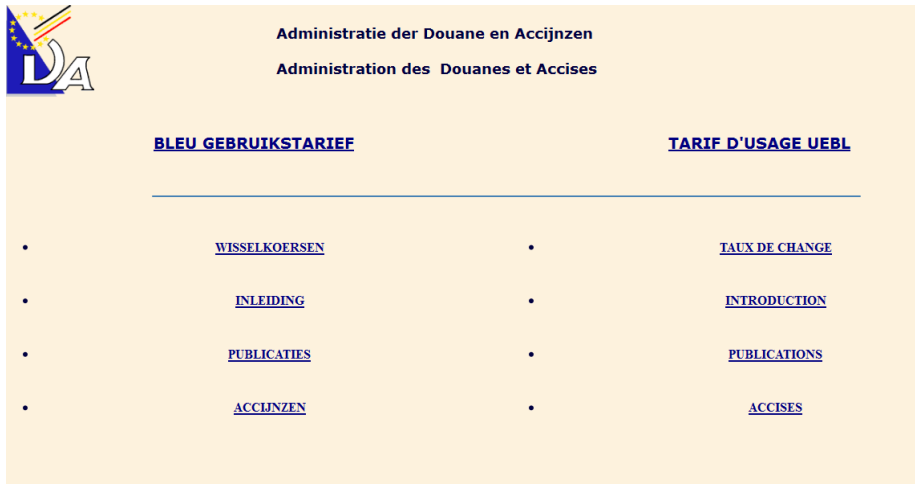 DA
Administratie der Douane en Accijnzen
Administration des Douanes et Accises
BLEU GEBRUIKSTARIEF TARIF D'USAGE UEBL
• WISSELKOERSEN • TAUX DE CHANGE
• INLEIDING • INTRODUCTION
• PUBLICATIES • PUBLICATIONS
• ACCIJNZEN • ACCISES